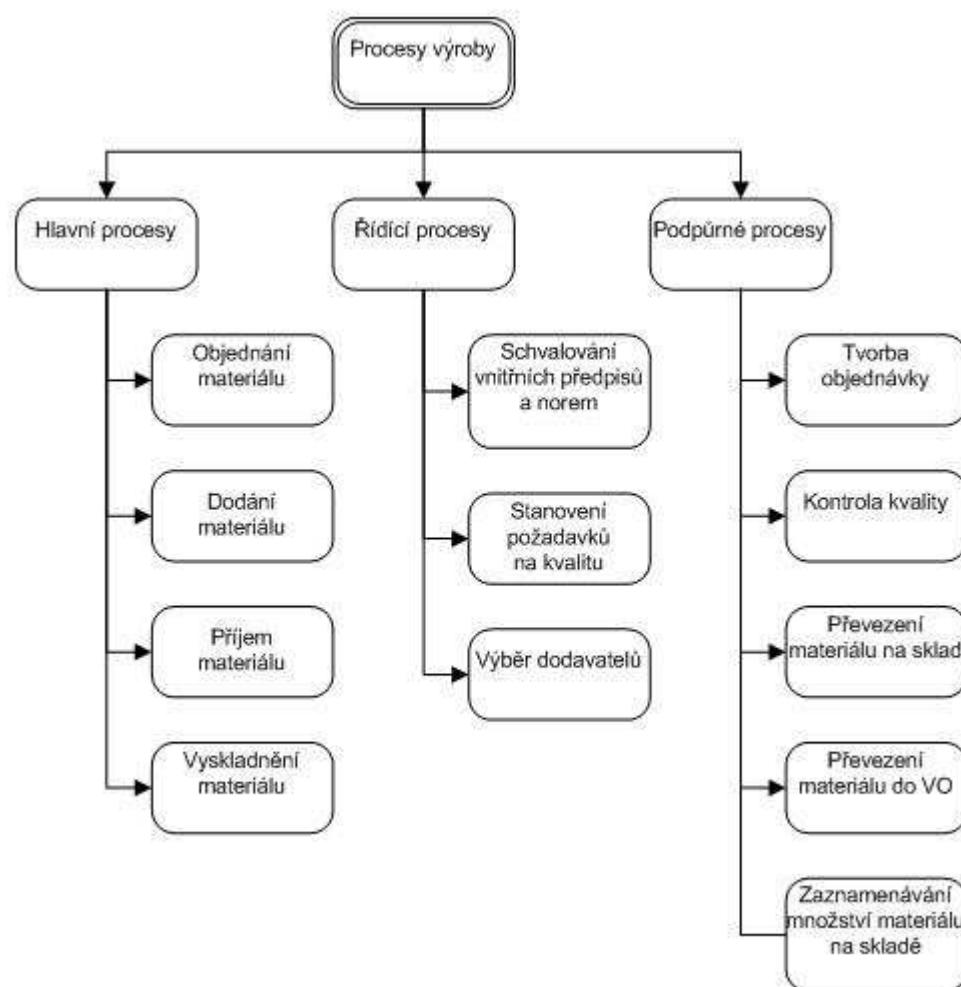 Procesy výroby
Hlavní procesy
Řídící procesy
Podpúrné procesy
Objednání
materiálu
Dodání
materiálu
Příjem
materiálu
Vyskladnění
materiálu
Schvalování
vnitřních předpisů
a norem
Stanovení
požadavků
na kvalitu
Výběr dodavatelů
Tvorba
objednávky
Kontrola kvality
Převezení
materiálu na sklad
Převezení
materiálu do VO
Zaznamenávání
množství materiálu
na skladě